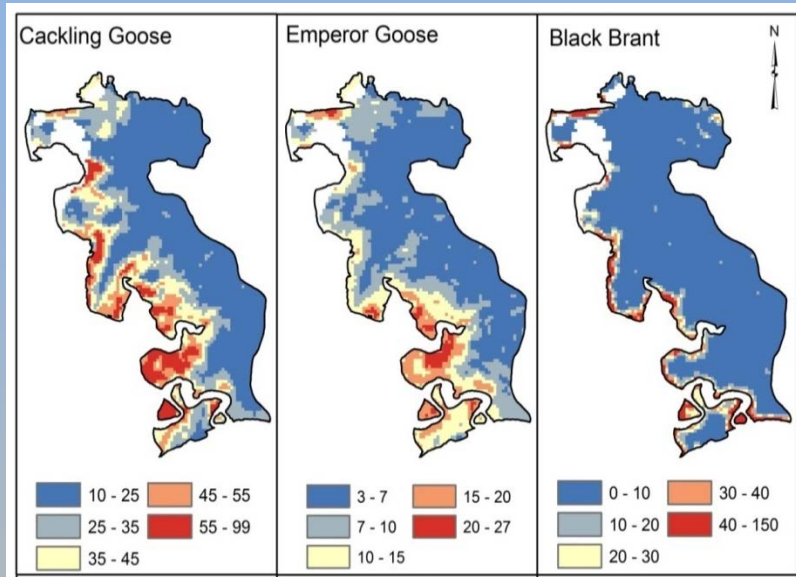 Cackling Goose
Emperor Goose
Black Brant
N
10 - 25
45 - 55
25 - 35
55 - 99
35 - 45
3 - 7
15 - 20
7 - 10
20 - 27
10 - 15
0 - 10
30 - 40
10 - 20
40 - 150
20 - 30